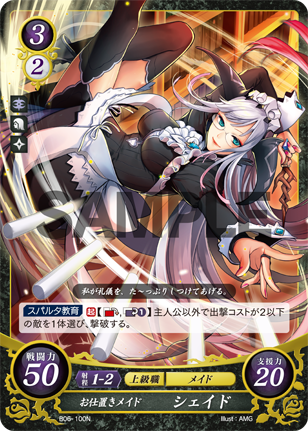 3
2
SAMPLE
私が礼儀を、た~っぷりしつけてあげる。
スパルタ教育 起【 、 1】主人公以外で出撃コストが2以下
の敵を1体選び、撃破する。
戦闘力
50
射程 1-2 上級職 メイド
お仕置きメイド シェイド
支援力
20
B06-100N
Illust：AMG